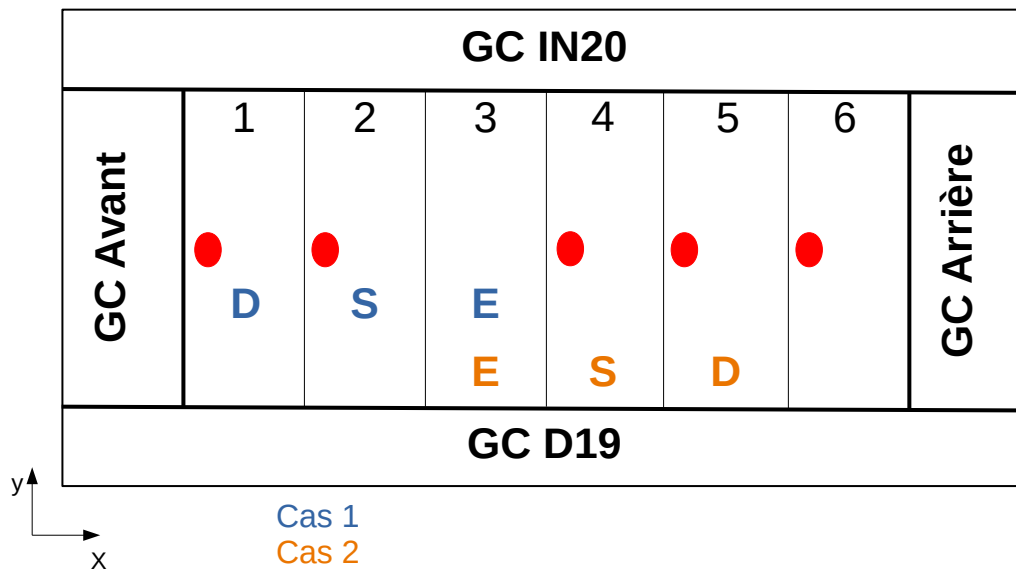 GC IN20
1 2 3 4 5 6
GC Avant
GC Arrière
D S E
E S D
GC D19
y
X
Cas 1
Cas 2